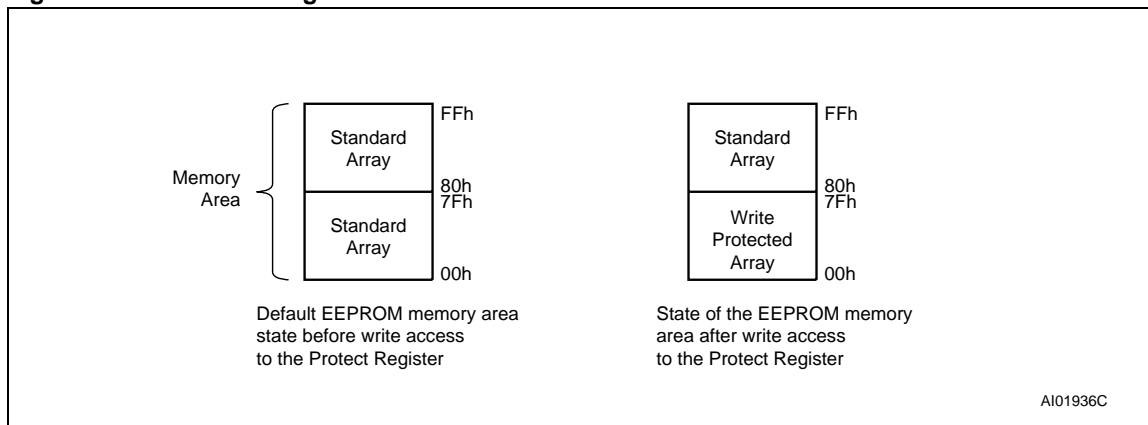 FFh
Standard
Array
Memory
Area
80h
7Fh
Standard
Array
00h
Default EEPROM memory area
state before write access
to the Protect Register
FFh
Standard
Array
80h
7Fh
Write
Protected
Array
00h
State of the EEPROM memory
area after write access
to the Protect Register
AI01936C